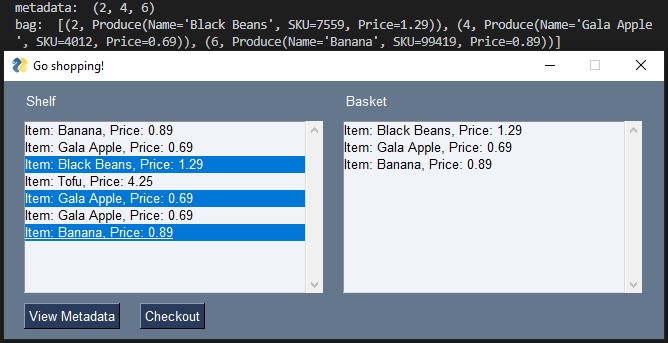 metadata:  (2, 4, 6)
bag:  [(2, Produce(Name='Black Beans', SKU=7559, Price=1.29)), (4, Produce(Name='Gala Apple
', SKU=4012, Price=0.69)), (6, Produce(Name='Banana', SKU=99419, Price=0.89))]
Go shopping!
Shelf
Item: Banana, Price: 0.89
Item: Gala Apple, Price: 0.69
Item: Black Beans, Price: 1.29
Item: Tofu, Price: 4.25
Item: Gala Apple, Price: 0.69
Item: Gala Apple, Price: 0.69
Item: Banana, Price: 0.89
Basket
Item: Black Beans, Price: 1.29
Item: Gala Apple, Price: 0.69
Item: Banana, Price: 0.89
View Metadata
Checkout